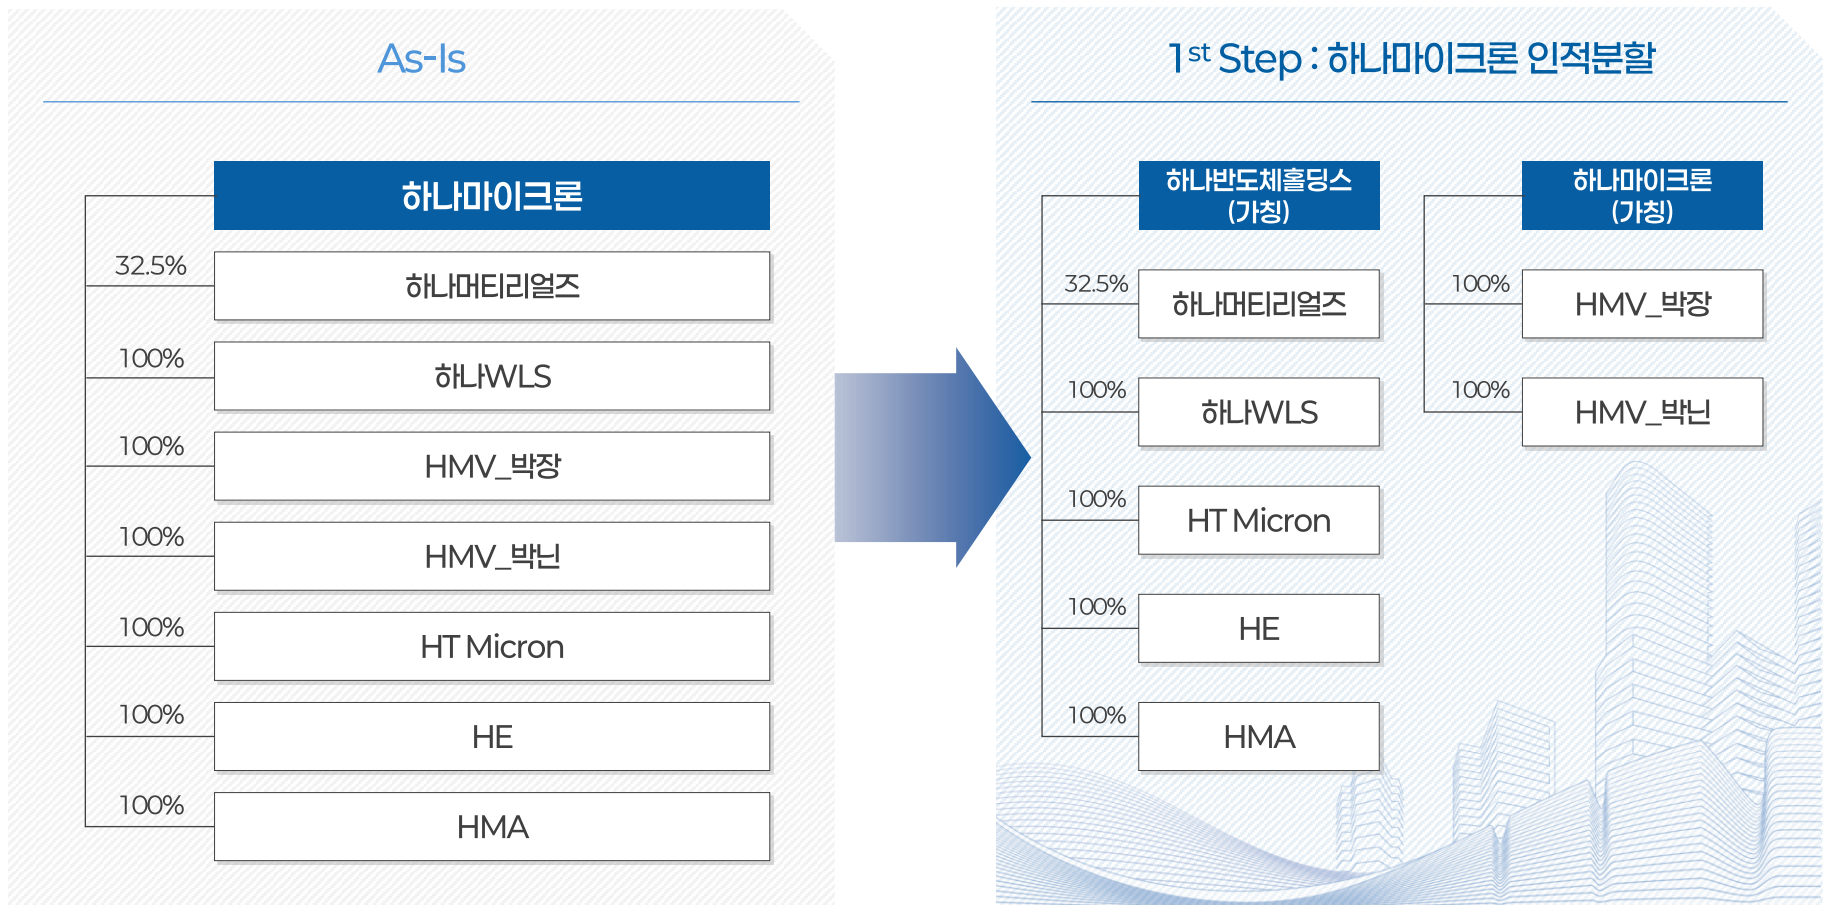 As-Is
하나마이크론
32.5%
하나머티리얼즈
100%
하나WLS
100%
HMV_박장
100%
HMV_박닌
100%
HT Micron
100%
HE
100%
HMA
1st Step : 하나마이크론 인적분할
하나반도체홀딩스
(가칭)
32.5%
하나머티리얼즈
100%
하나WLS
100%
HT Micron
100%
HE
100%
HMA
하나마이크론
(가칭)
100%
HMV_박장
100%
HMV_박닌